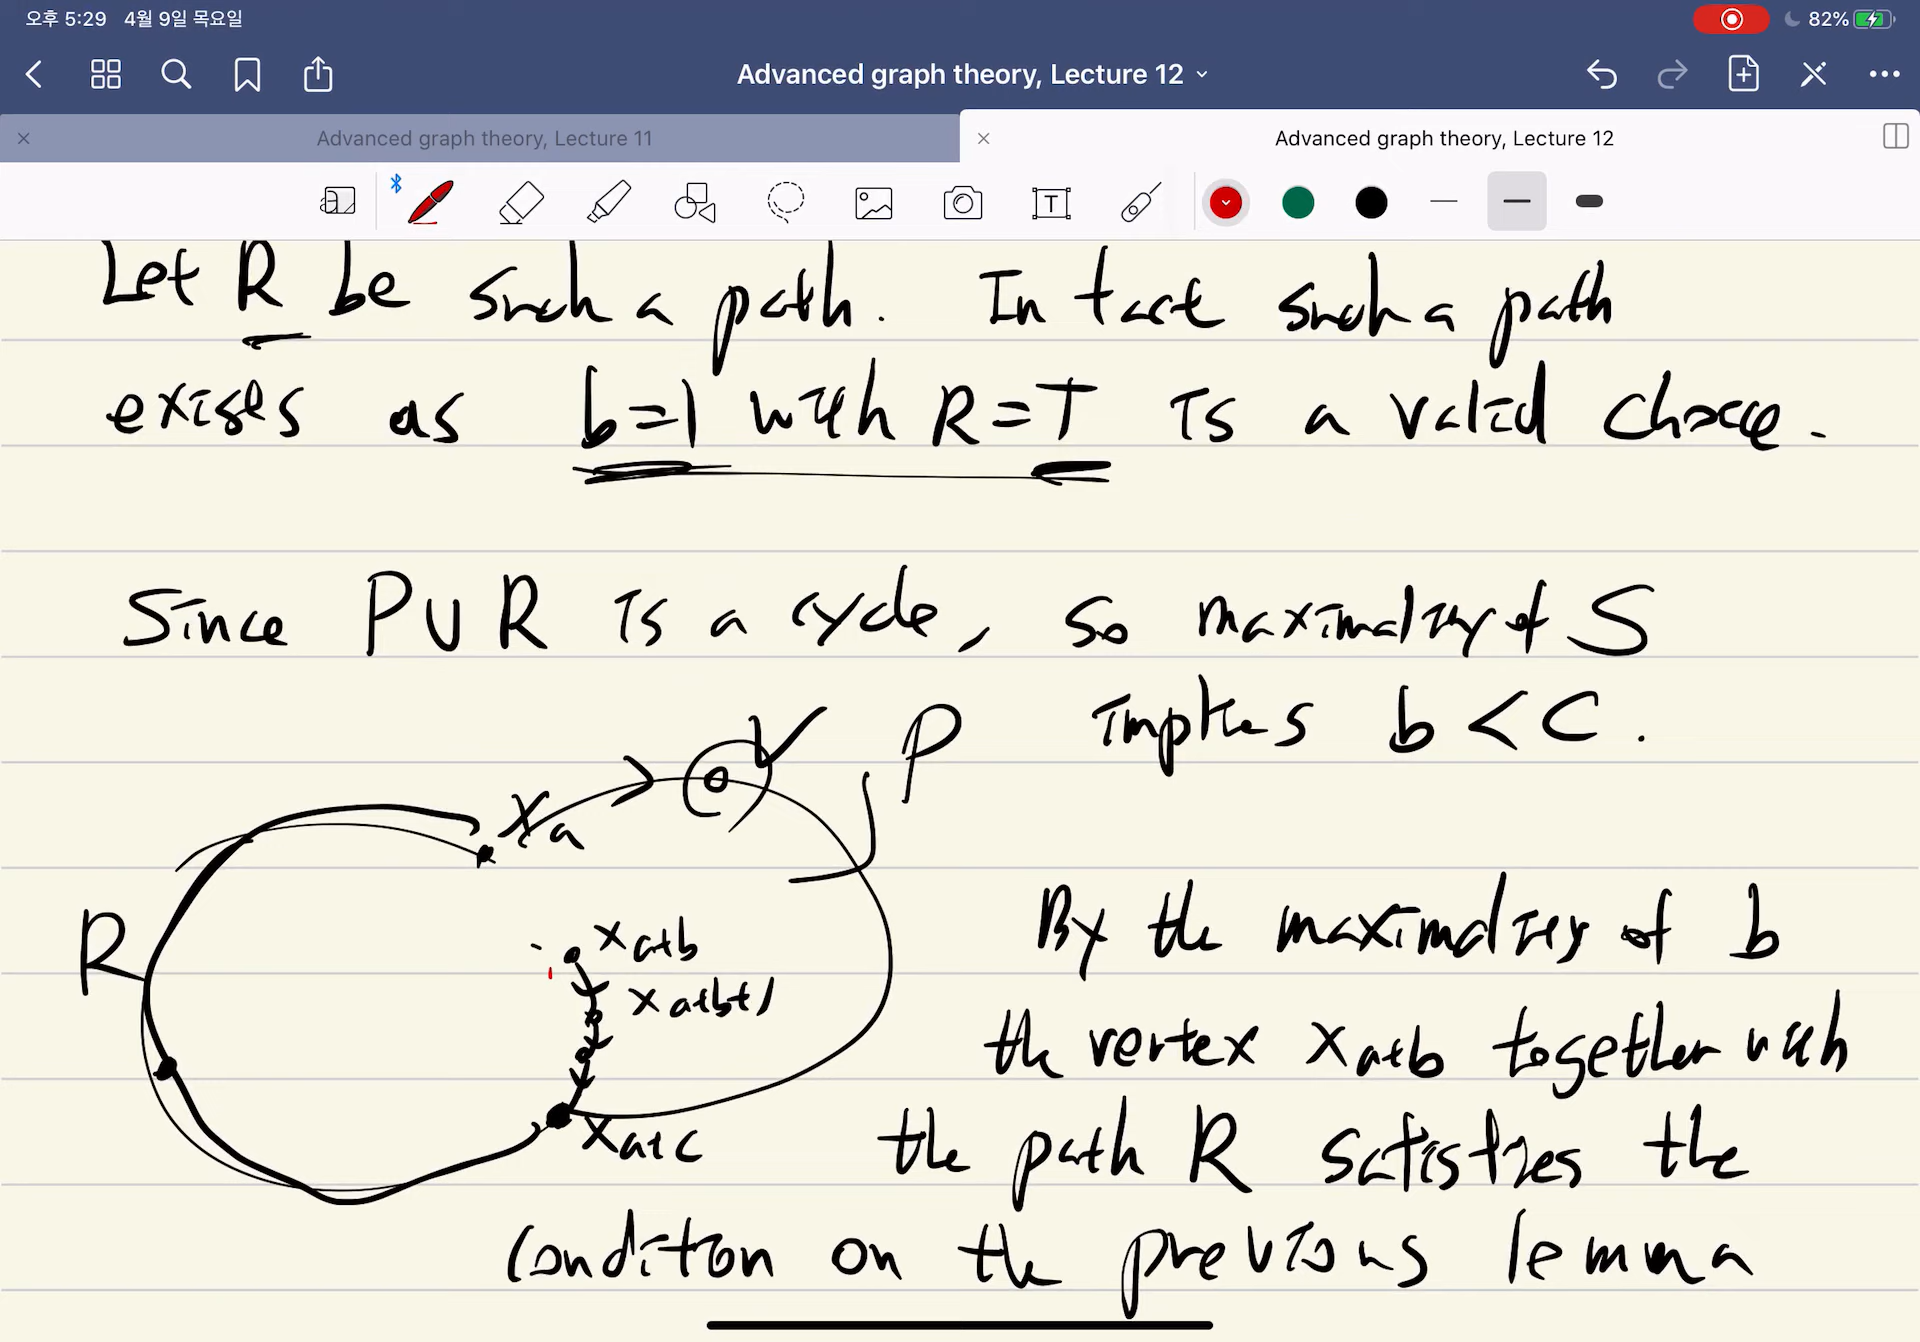 오후 5:29 4월 9일 목요일
82%
Advanced graph theory, Lecture 12
Advanced graph theory, Lecture 11
Advanced graph theory, Lecture 12
Let R be such a path. In fact such a path
exists as b=1 with R=T is a valid choice.
Since P∪R is a cycle, so maximality of S
implies b < c.
P
xₐ
R
x_{a+b}
x_{a+b+1}
x_{a+c}
By the maximality of b
the vertex x_{a+b} together with
the path R satisfies the
condition on the previous lemma